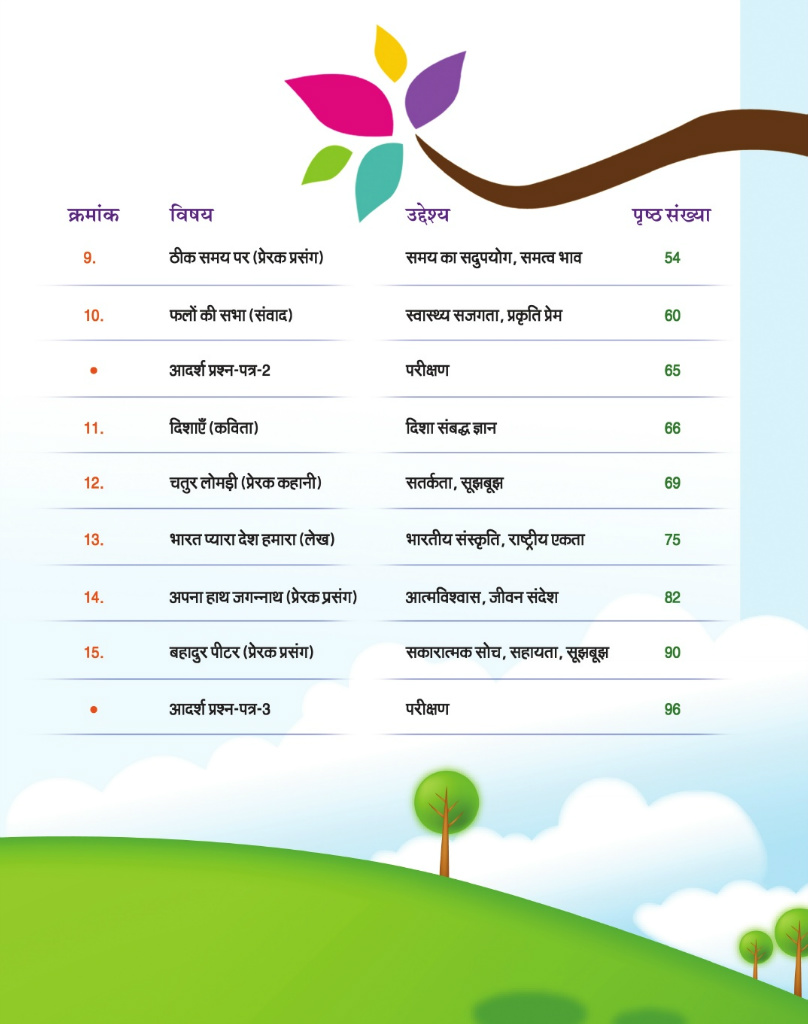 क्रमांक विषय उद्देश्य पृष्ठ संख्या
9. ठीक समय पर (प्रेरक प्रसंग) समय का सदुपयोग, समत्व भाव 54
10. फलों की सभा (संवाद) स्वास्थ्य सजगता, प्रकृति प्रेम 60
• आदर्श प्रश्न-पत्र-2 परीक्षण 65
11. दिशाएँ (कविता) दिशा संबद्ध ज्ञान 66
12. चतुर लोमड़ी (प्रेरक कहानी) सतर्कता, सूझबूझ 69
13. भारत प्यारा देश हमारा (लेख) भारतीय संस्कृति, राष्ट्रीय एकता 75
14. अपना हाथ जगन्नाथ (प्रेरक प्रसंग) आत्मविश्वास, जीवन संदेश 82
15. बहादुर पीटर (प्रेरक प्रसंग) सकारात्मक सोच, सहायता, सूझबूझ 90
• आदर्श प्रश्न-पत्र-3 परीक्षण 96